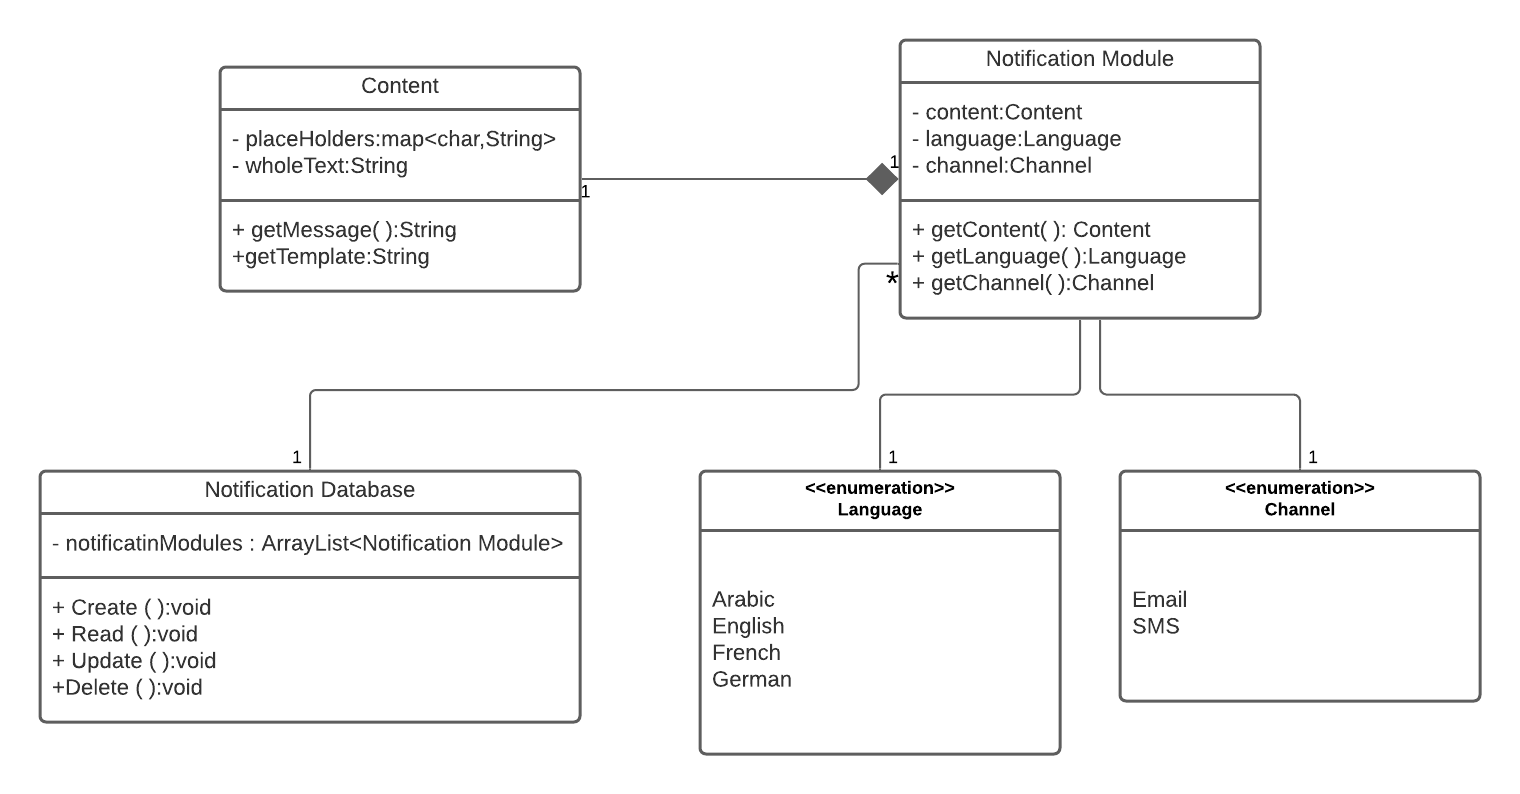 Content
- placeHolders:map<char,String>
- wholeText:String
+ getMessage( ):String
+getTemplate:String
1
1
Notification Module
- content:Content
- language:Language
- channel:Channel
+ getContent( ): Content
+ getLanguage( ):Language
+ getChannel( ):Channel
*
1
Notification Database
- notificatinModules : ArrayList<Notification Module>
+ Create ( ):void
+ Read ( ):void
+ Update ( ):void
+Delete ( ):void
1
<<enumeration>>
Language
Arabic
English
French
German
1
<<enumeration>>
Channel
Email
SMS